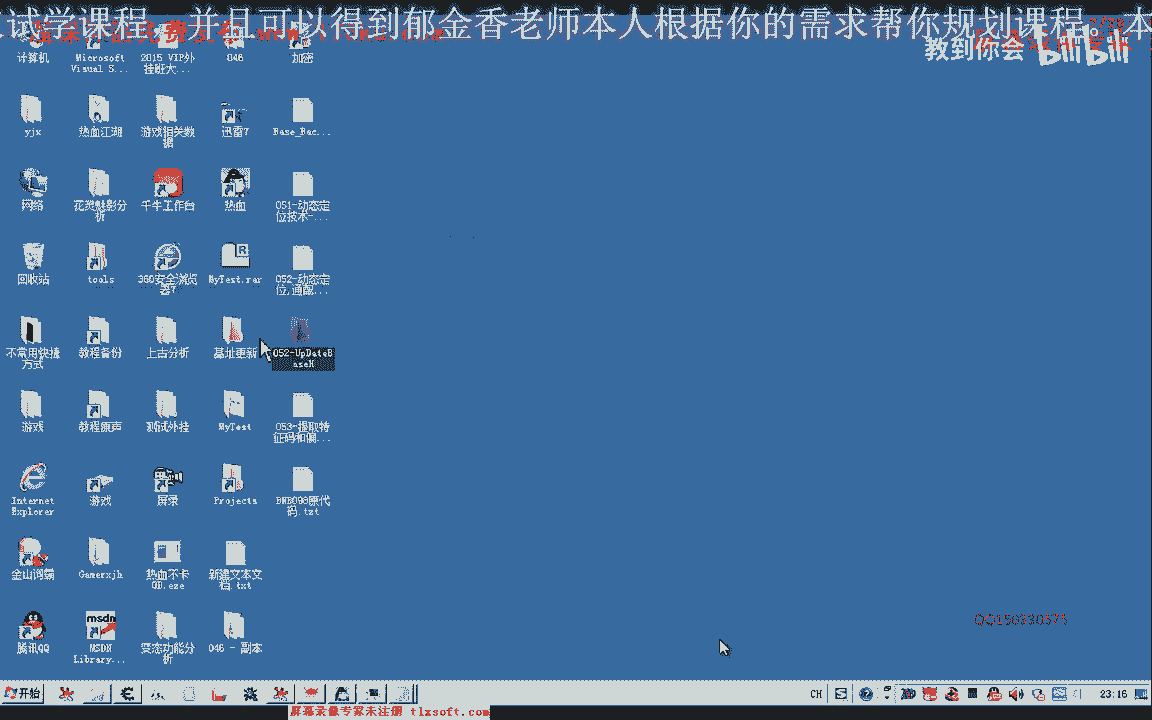 试学课程，并且可以得到郁金香老师本人根据你的需求帮你规划课程。本
教到你会 bilibili
计算机
Microsoft
Visual S...
2015 VIP外
挂班大...
046
加密
yjx
热血江湖
游戏相关数
据
迅雷7
Base_Bac...
网络
花灵魅影分
析
千牛工作台
热血
051-动态定
位技术-...
回收站
tools
360安全浏览
器7
MyTest.rar
052-动态定
位,通配...
不常用快捷
方式
教程备份
上古分析
基址更新
052-UpDateB
aseH
游戏
教程原声
测试外挂
MyTest
053-提取特
征码和偏...
Internet
Explorer
游戏
屏录
Projects
BNB098原代
码.txt
金山词霸
Gamerxjh
热血不卡
GB.exe
新建文本文
档.txt
腾讯QQ
msdn
MSDN
Library...
变态功能分
析
046 - 副本
QQ150330575
开始
CH
23:16
屏幕录像专家未注册 tlxsoft.com